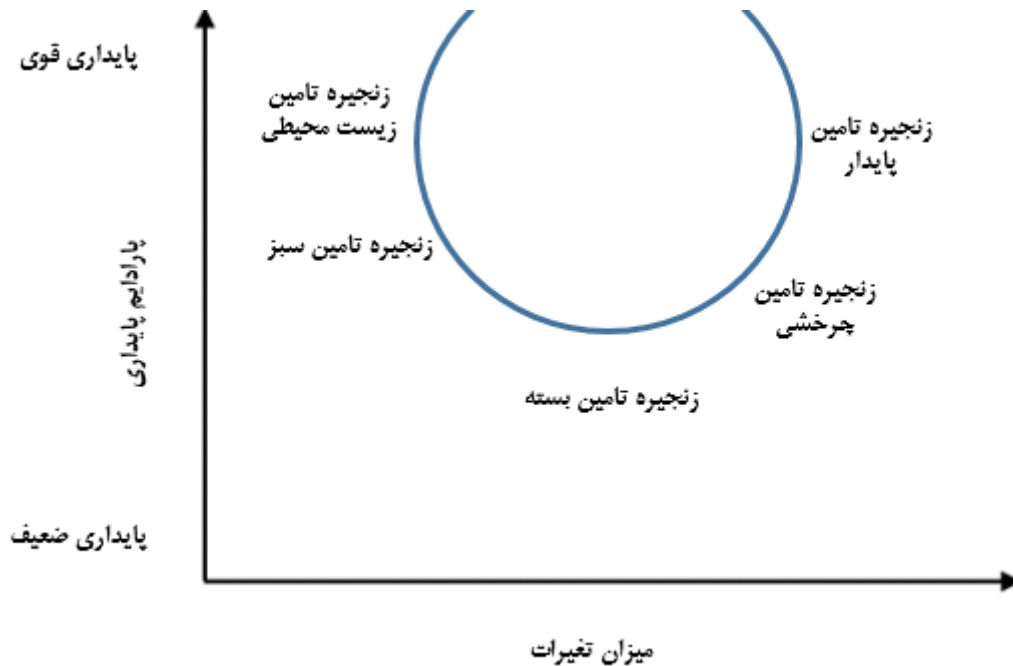 پایداری قوی
زنجیره تامین
زیست محیطی
زنجیره تامین
پایدار
زنجیره تامین سبز
پارادایم پایداری
زنجیره تامین
چرخشی
زنجیره تامین بسته
پایداری ضعیف
میزان تغیرات